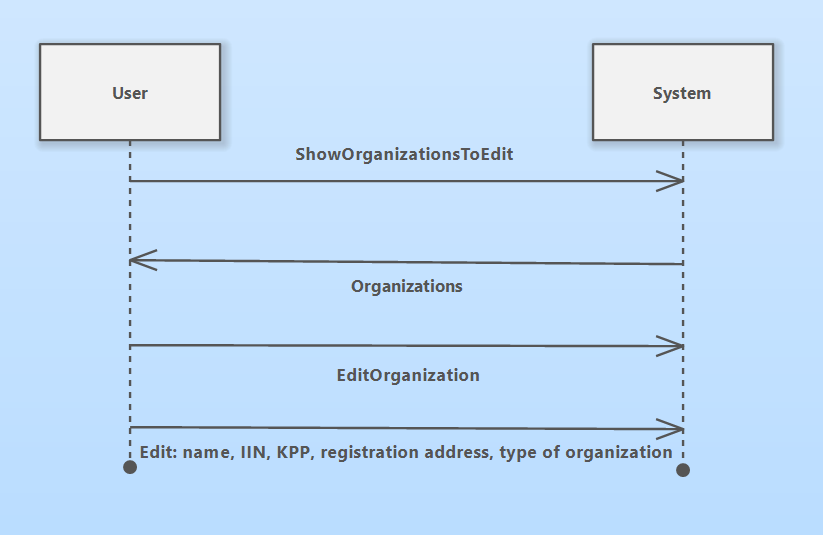 User
System
ShowOrganizationsToEdit
Organizations
EditOrganization
Edit: name, IIN, KPP, registration address, type of organization